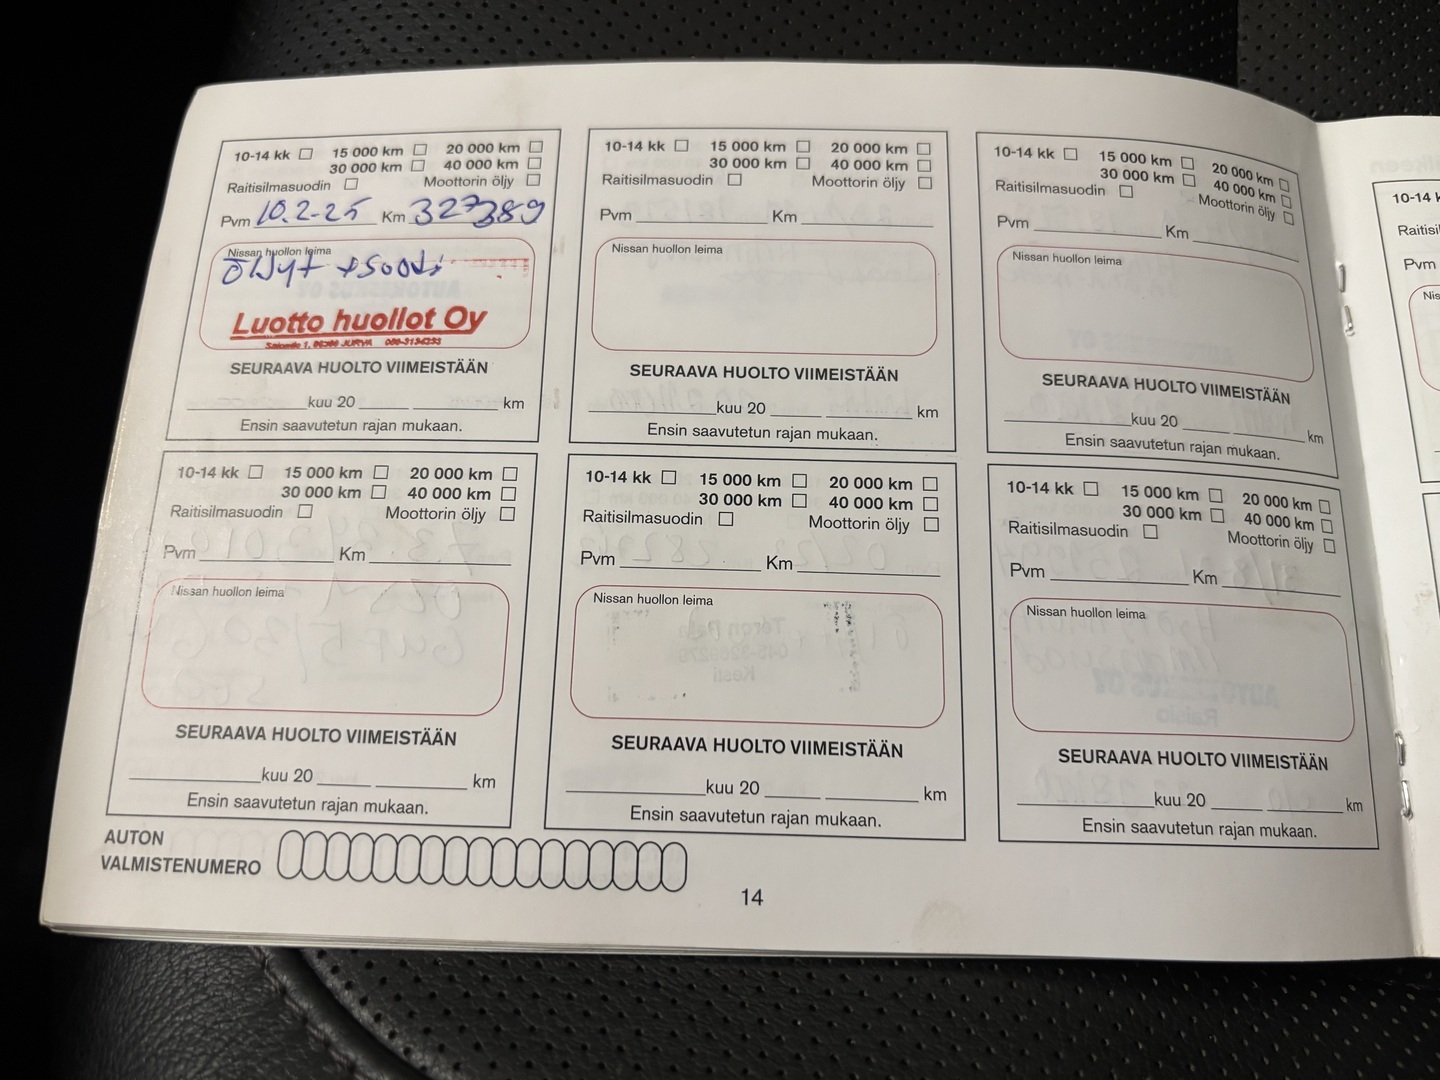 10-14 kk 15 000 km 20 000 km
30 000 km 40 000 km
Raitisilmasuodin Moottorin öljy
Pvm 10.2-25 Km 327389
Nissan huollon leima
Öljyt + suod.
Luotto huollot Oy
JURVA
SEURAAVA HUOLTO VIIMEISTÄÄN
kuu 20 km
Ensin saavutetun rajan mukaan.
10-14 kk 15 000 km 20 000 km
30 000 km 40 000 km
Raitisilmasuodin Moottorin öljy
Pvm Km
Nissan huollon leima
SEURAAVA HUOLTO VIIMEISTÄÄN
kuu 20 km
Ensin saavutetun rajan mukaan.
10-14 kk 15 000 km 20 000 km
30 000 km 40 000 km
Raitisilmasuodin Moottorin öljy
Pvm Km
Nissan huollon leima
SEURAAVA HUOLTO VIIMEISTÄÄN
kuu 20 km
Ensin saavutetun rajan mukaan.
10-14 kk 15 000 km 20 000 km
30 000 km 40 000 km
Raitisilmasuodin Moottorin öljy
Pvm Km
Nissan huollon leima
SEURAAVA HUOLTO VIIMEISTÄÄN
kuu 20 km
Ensin saavutetun rajan mukaan.
10-14 kk 15 000 km 20 000 km
30 000 km 40 000 km
Raitisilmasuodin Moottorin öljy
Pvm Km
Nissan huollon leima
SEURAAVA HUOLTO VIIMEISTÄÄN
kuu 20 km
Ensin saavutetun rajan mukaan.
10-14 kk 15 000 km 20 000 km
30 000 km 40 000 km
Raitisilmasuodin Moottorin öljy
Pvm Km
Nissan huollon leima
SEURAAVA HUOLTO VIIMEISTÄÄN
kuu 20 km
Ensin saavutetun rajan mukaan.
AUTON
VALMISTENUMERO
14
10-14 k
Raitisi
Pvm
Nis